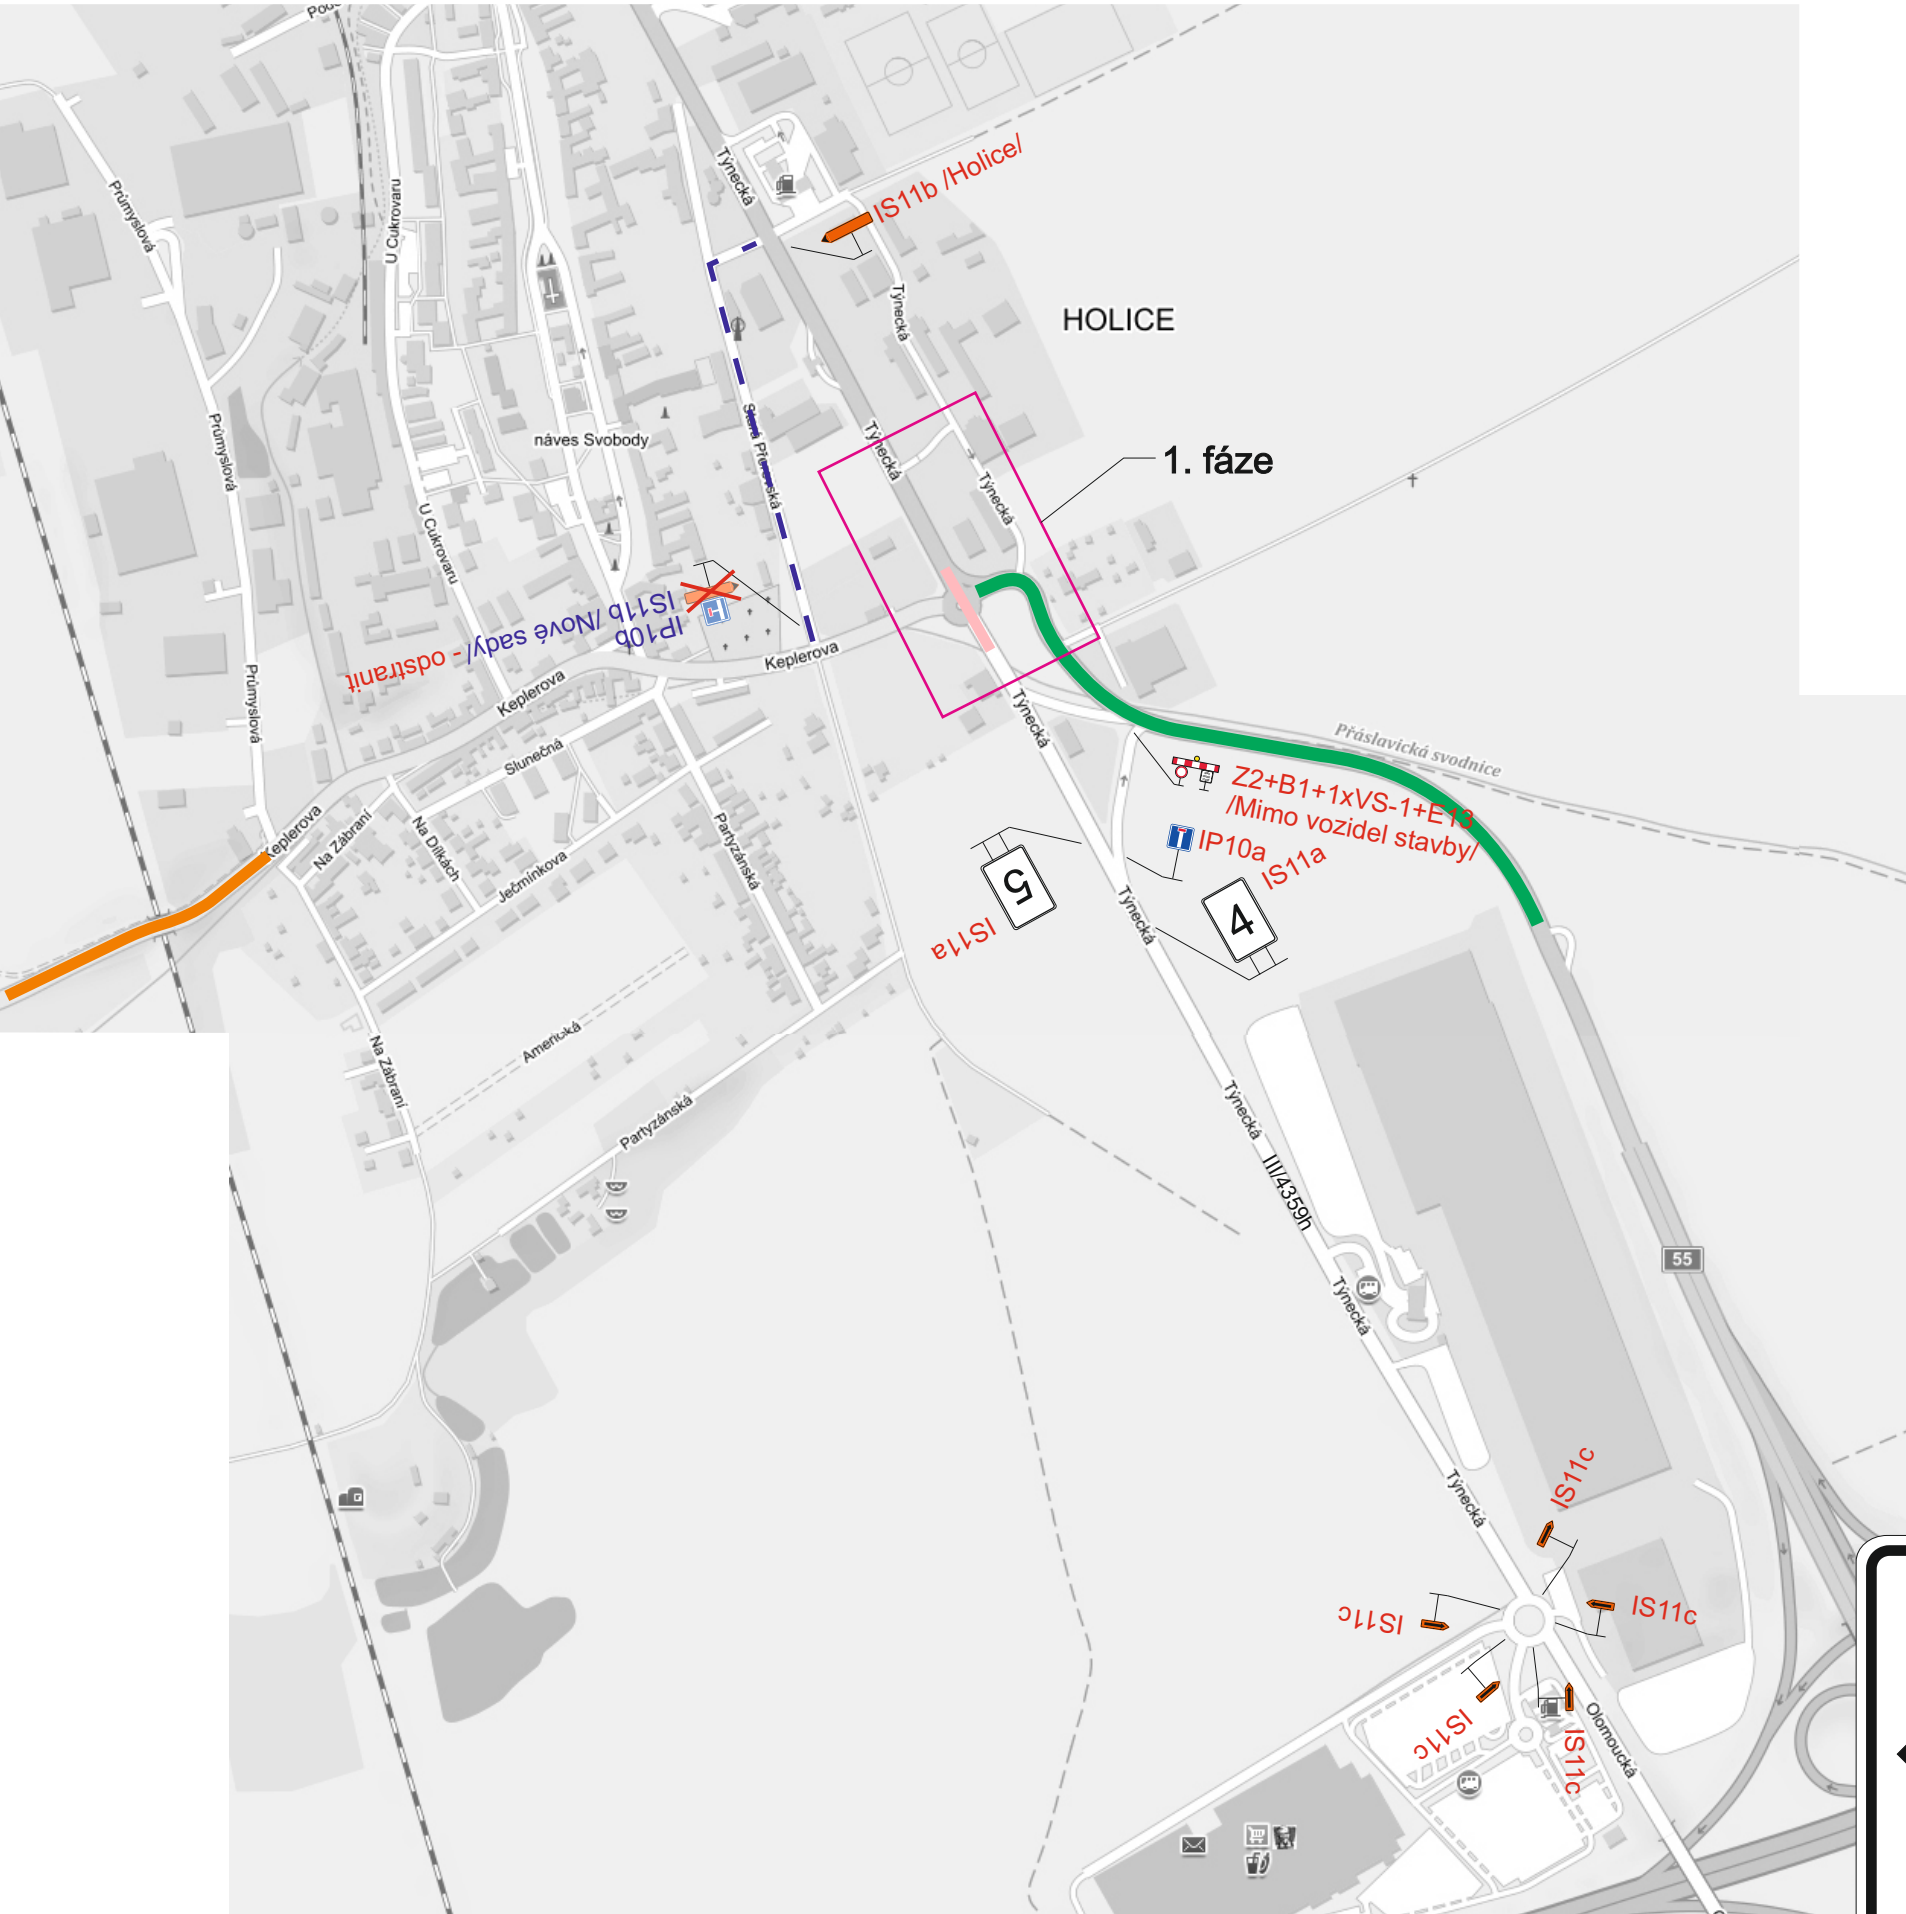 Týnecká
Průmyslová
U Cukrovaru
IS11b /Holice/
Týnecká
HOLICE
náves Svobody
Stará Přerovská
Týnecká
1. fáze
Průmyslová
Týnecká
U Cukrovaru
IP10b
IS11b /Nové sady/ - odstranit
Keplerova
Průmyslová
Keplerova
Týnecká
Slunečná
Přáslavická svodnice
Z2+B1+1xVS-1+E13
/Mimo vozidel stavby/
Keplerova
Na Zábraní
Na Dílkách
Ječmínkova
Partyzánská
IP10a
IS11a
5
IS11a
4
Týnecká
Americká
Na Zábraní
Partyzánská
Týnecká
III/4359h
55
Týnecká
Týnecká
IS11c
IS11c
IS11c
IS11c
IS11c
Olomoucká